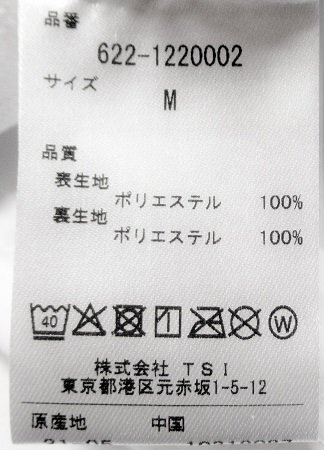 品番
622-1220002
サイズ
M
品質
表生地
ポリエステル 100%
裏生地
ポリエステル 100%
40 W
株式会社 TSI
東京都港区元赤坂1-5-12
原産地 中国